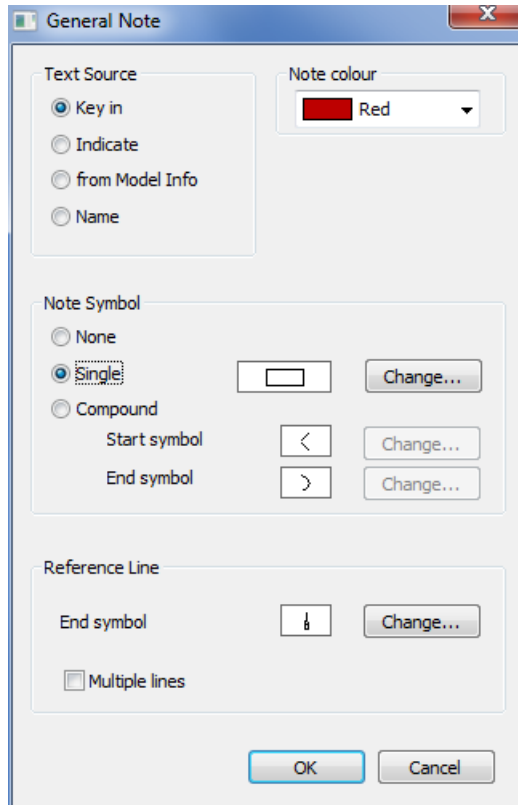 General Note
Text Source
Note colour
Key in
Red
Indicate
from Model Info
Name
Note Symbol
None
Single
Change...
Compound
Start symbol
Change...
End symbol
Change...
Reference Line
End symbol
Change...
Multiple lines
OK
Cancel